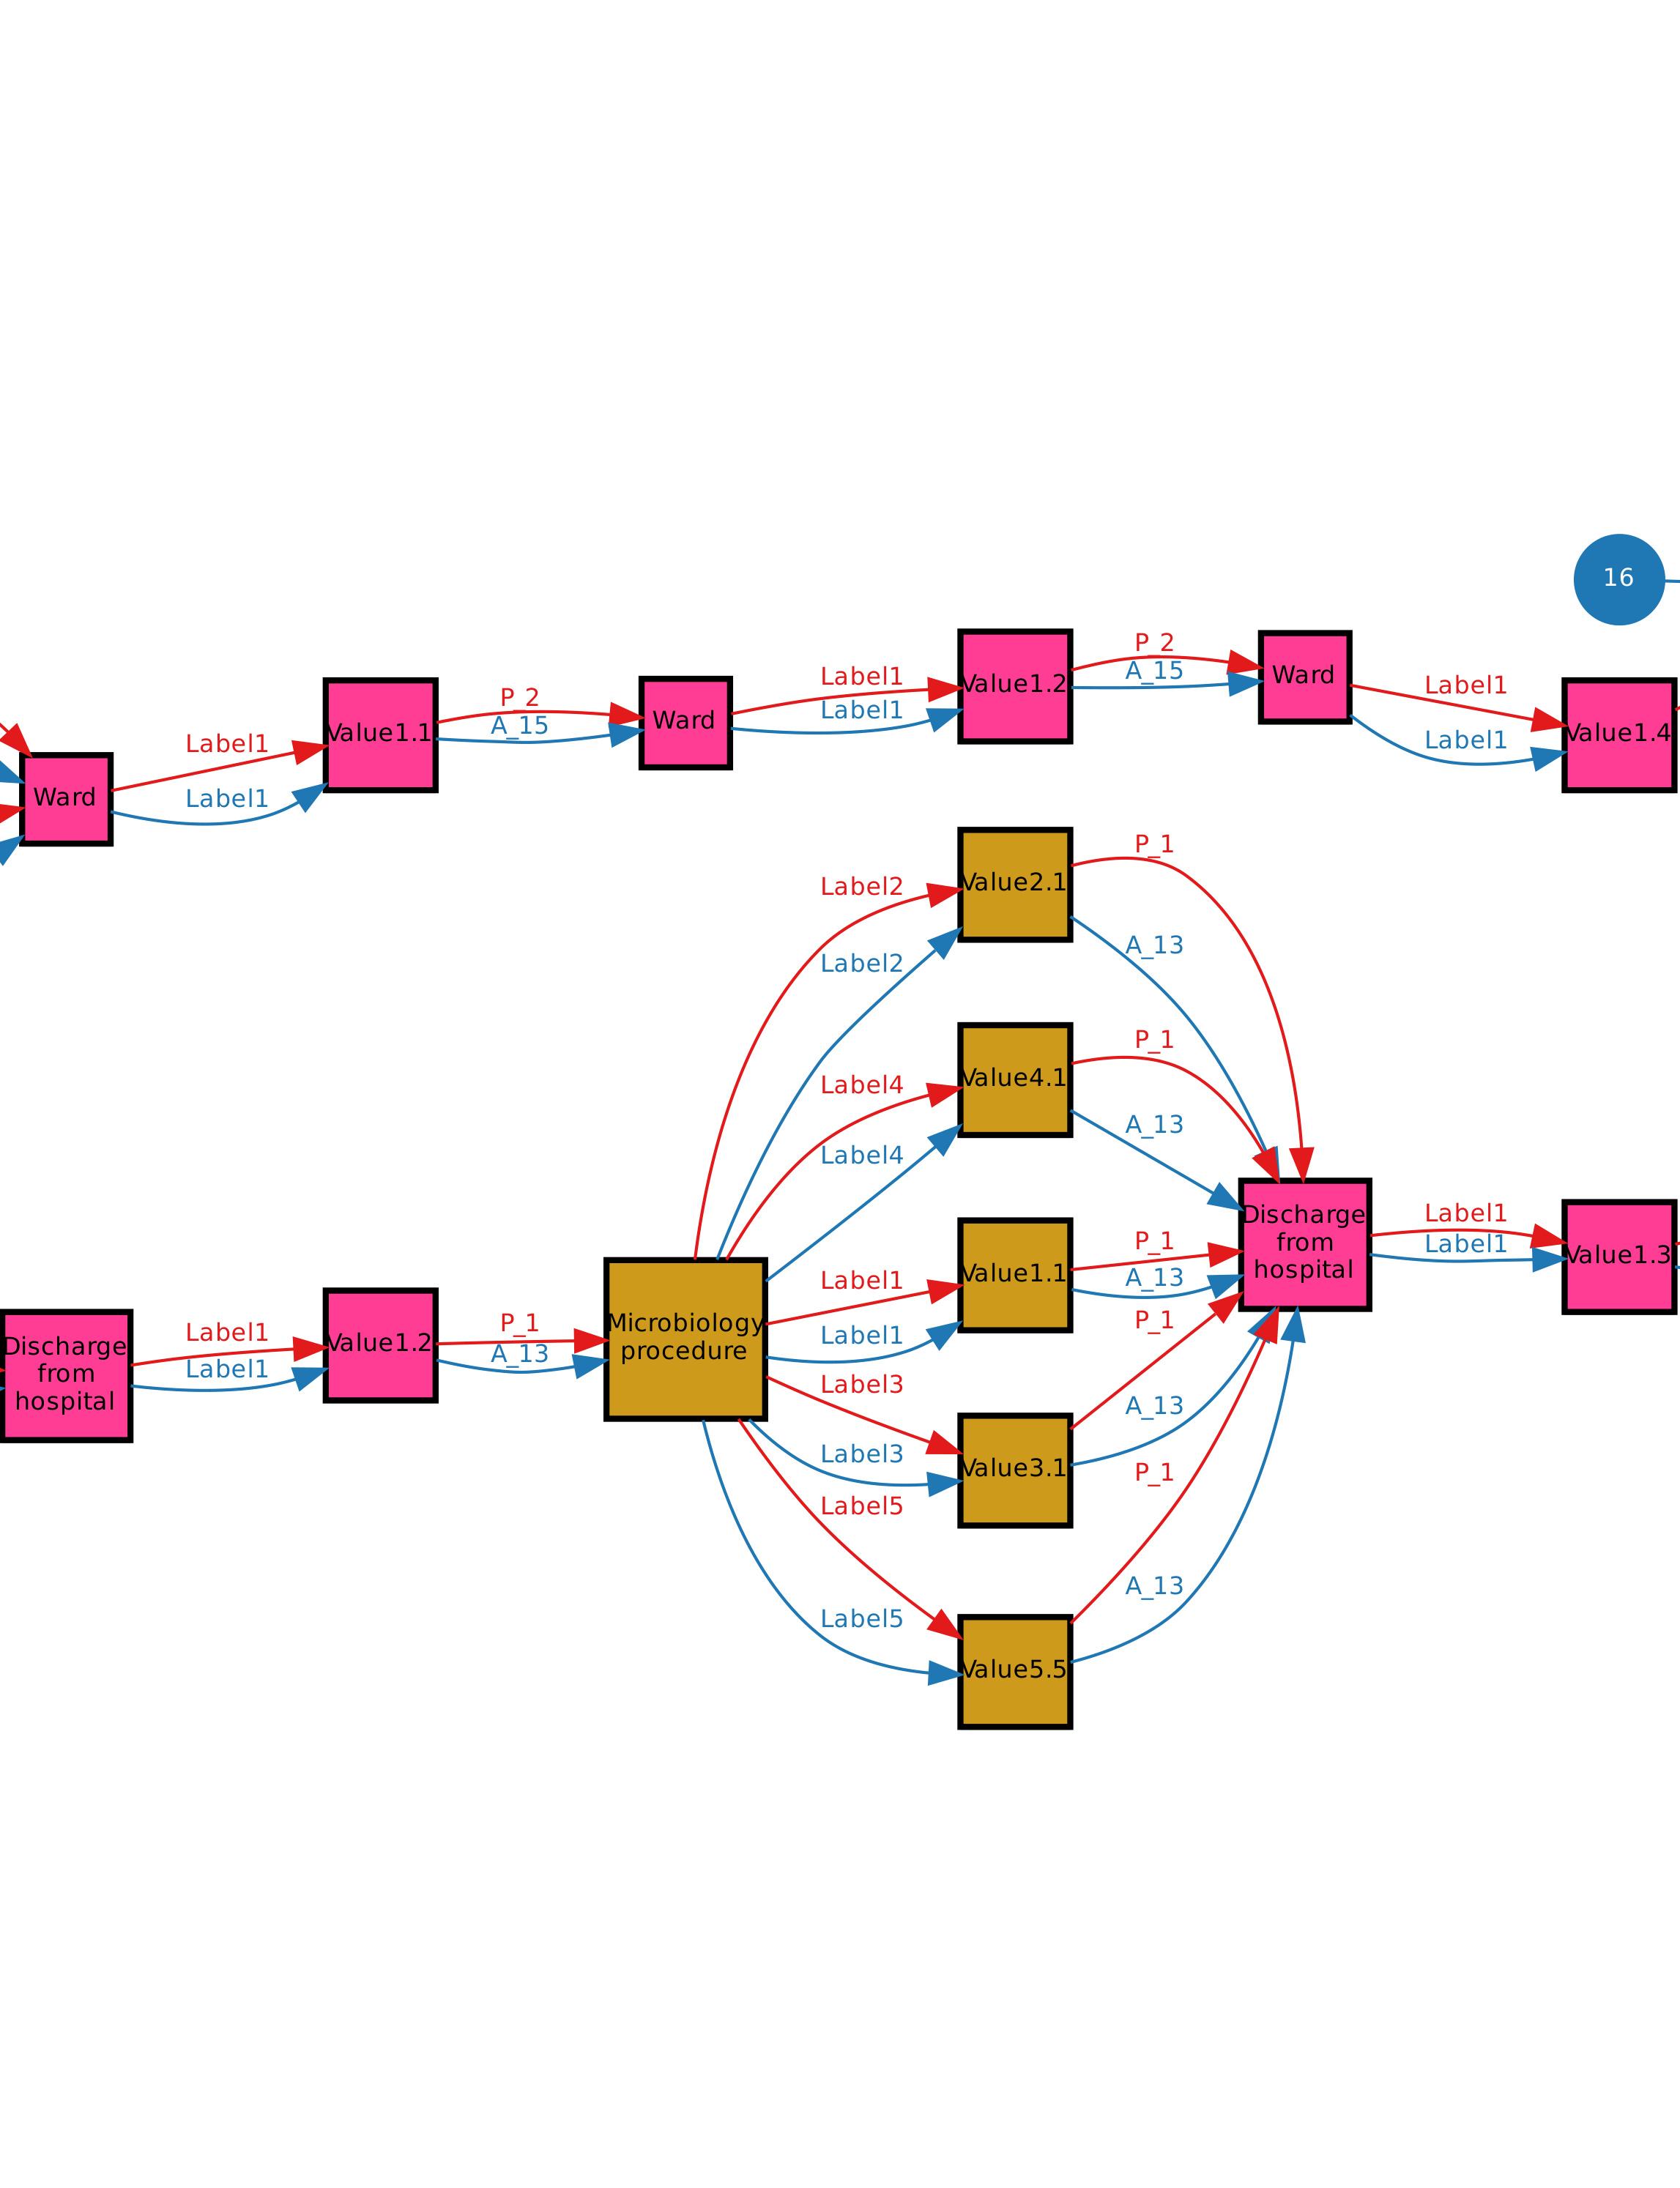 16
P_2
A_15
Ward
Label1
Label1
Value1.2
Label1
Label1
Value1.4
P_2
A_15
Ward
Label1
Label1
Value1.1
Ward
P_1
Label2
Value2.1
A_13
Label2
P_1
Label4
Value4.1
A_13
Label4
Discharge
from
hospital
Label1
Label1
Value1.3
P_1
A_13
Value1.1
Label1
Label1
P_1
Microbiology
procedure
P_1
A_13
Value1.2
Label1
Label1
Discharge
from
hospital
Label3
A_13
Label3
Value3.1
P_1
Label5
A_13
Label5
Value5.5